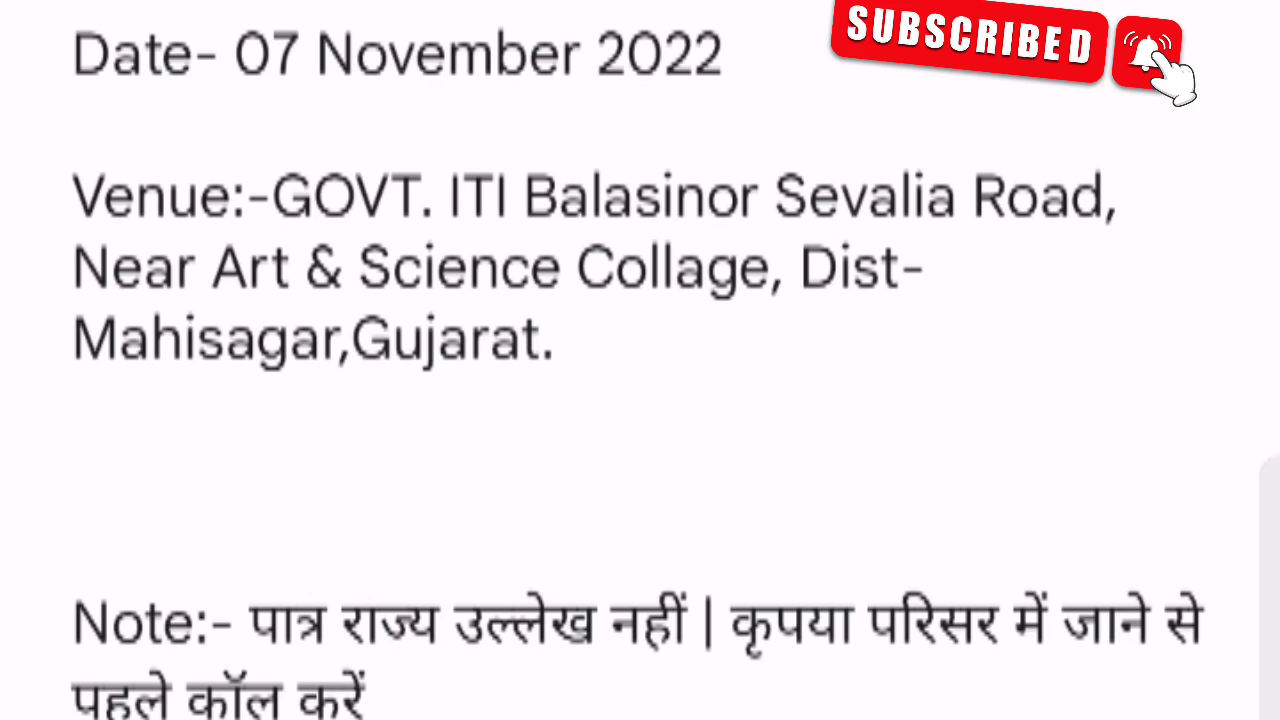 SUBSCRIBED
Date- 07 November 2022
Venue:-GOVT. ITI Balasinor Sevalia Road,
Near Art & Science Collage, Dist-
Mahisagar,Gujarat.
Note:- पात्र राज्य उल्लेख नहीं | कृपया परिसर में जाने से
पहले कॉल करें